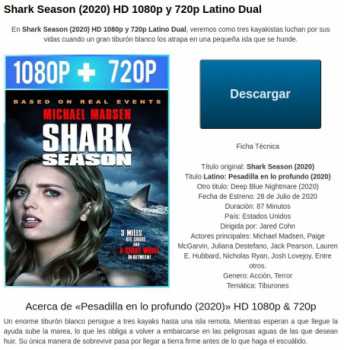 Shark Season (2020) HD 1080p y 720p Latino Dual
En Shark Season (2020) HD 1080p y 720p Latino Dual, veremos como tres kayakistas luchan por sus
vidas cuando un gran tiburón blanco los atrapa en una pequeña isla que se hunde.
1080P + 720P
BASED ON REAL EVENTS
MICHAEL MADSEN
SHARK
SEASON
3 MILES
IN BETWEEN!
Descargar
Ficha Técnica
Título original: Shark Season (2020)
Título Latino: Pesadilla en lo profundo (2020)
Otro título: Deep Blue Nightmare (2020)
Fecha de Estreno: 28 de Julio de 2020
Duración: 87 Minutos
País: Estados Unidos
Dirigida por: Jared Cohn
Actores principales: Michael Madsen, Paige
McGarvin, Juliana Destefano, Jack Pearson, Lauren
E. Hubbard, Nicholas Ryan, Josh Lovejoy, Entre
otros.
Genero: Acción, Terror
Temática: Tiburones
Acerca de «Pesadilla en lo profundo (2020)» HD 1080p & 720p
Un enorme tiburón blanco persigue a tres kayaks hasta una isla remota. Mientras esperan a que llegue la
ayuda sube la marea, lo que les obliga a volver a embarcarse en las peligrosas aguas de las que desean
huir. Su única manera de sobrevivir pasa por llegar a tierra firme antes de lo que haga el escuálido.